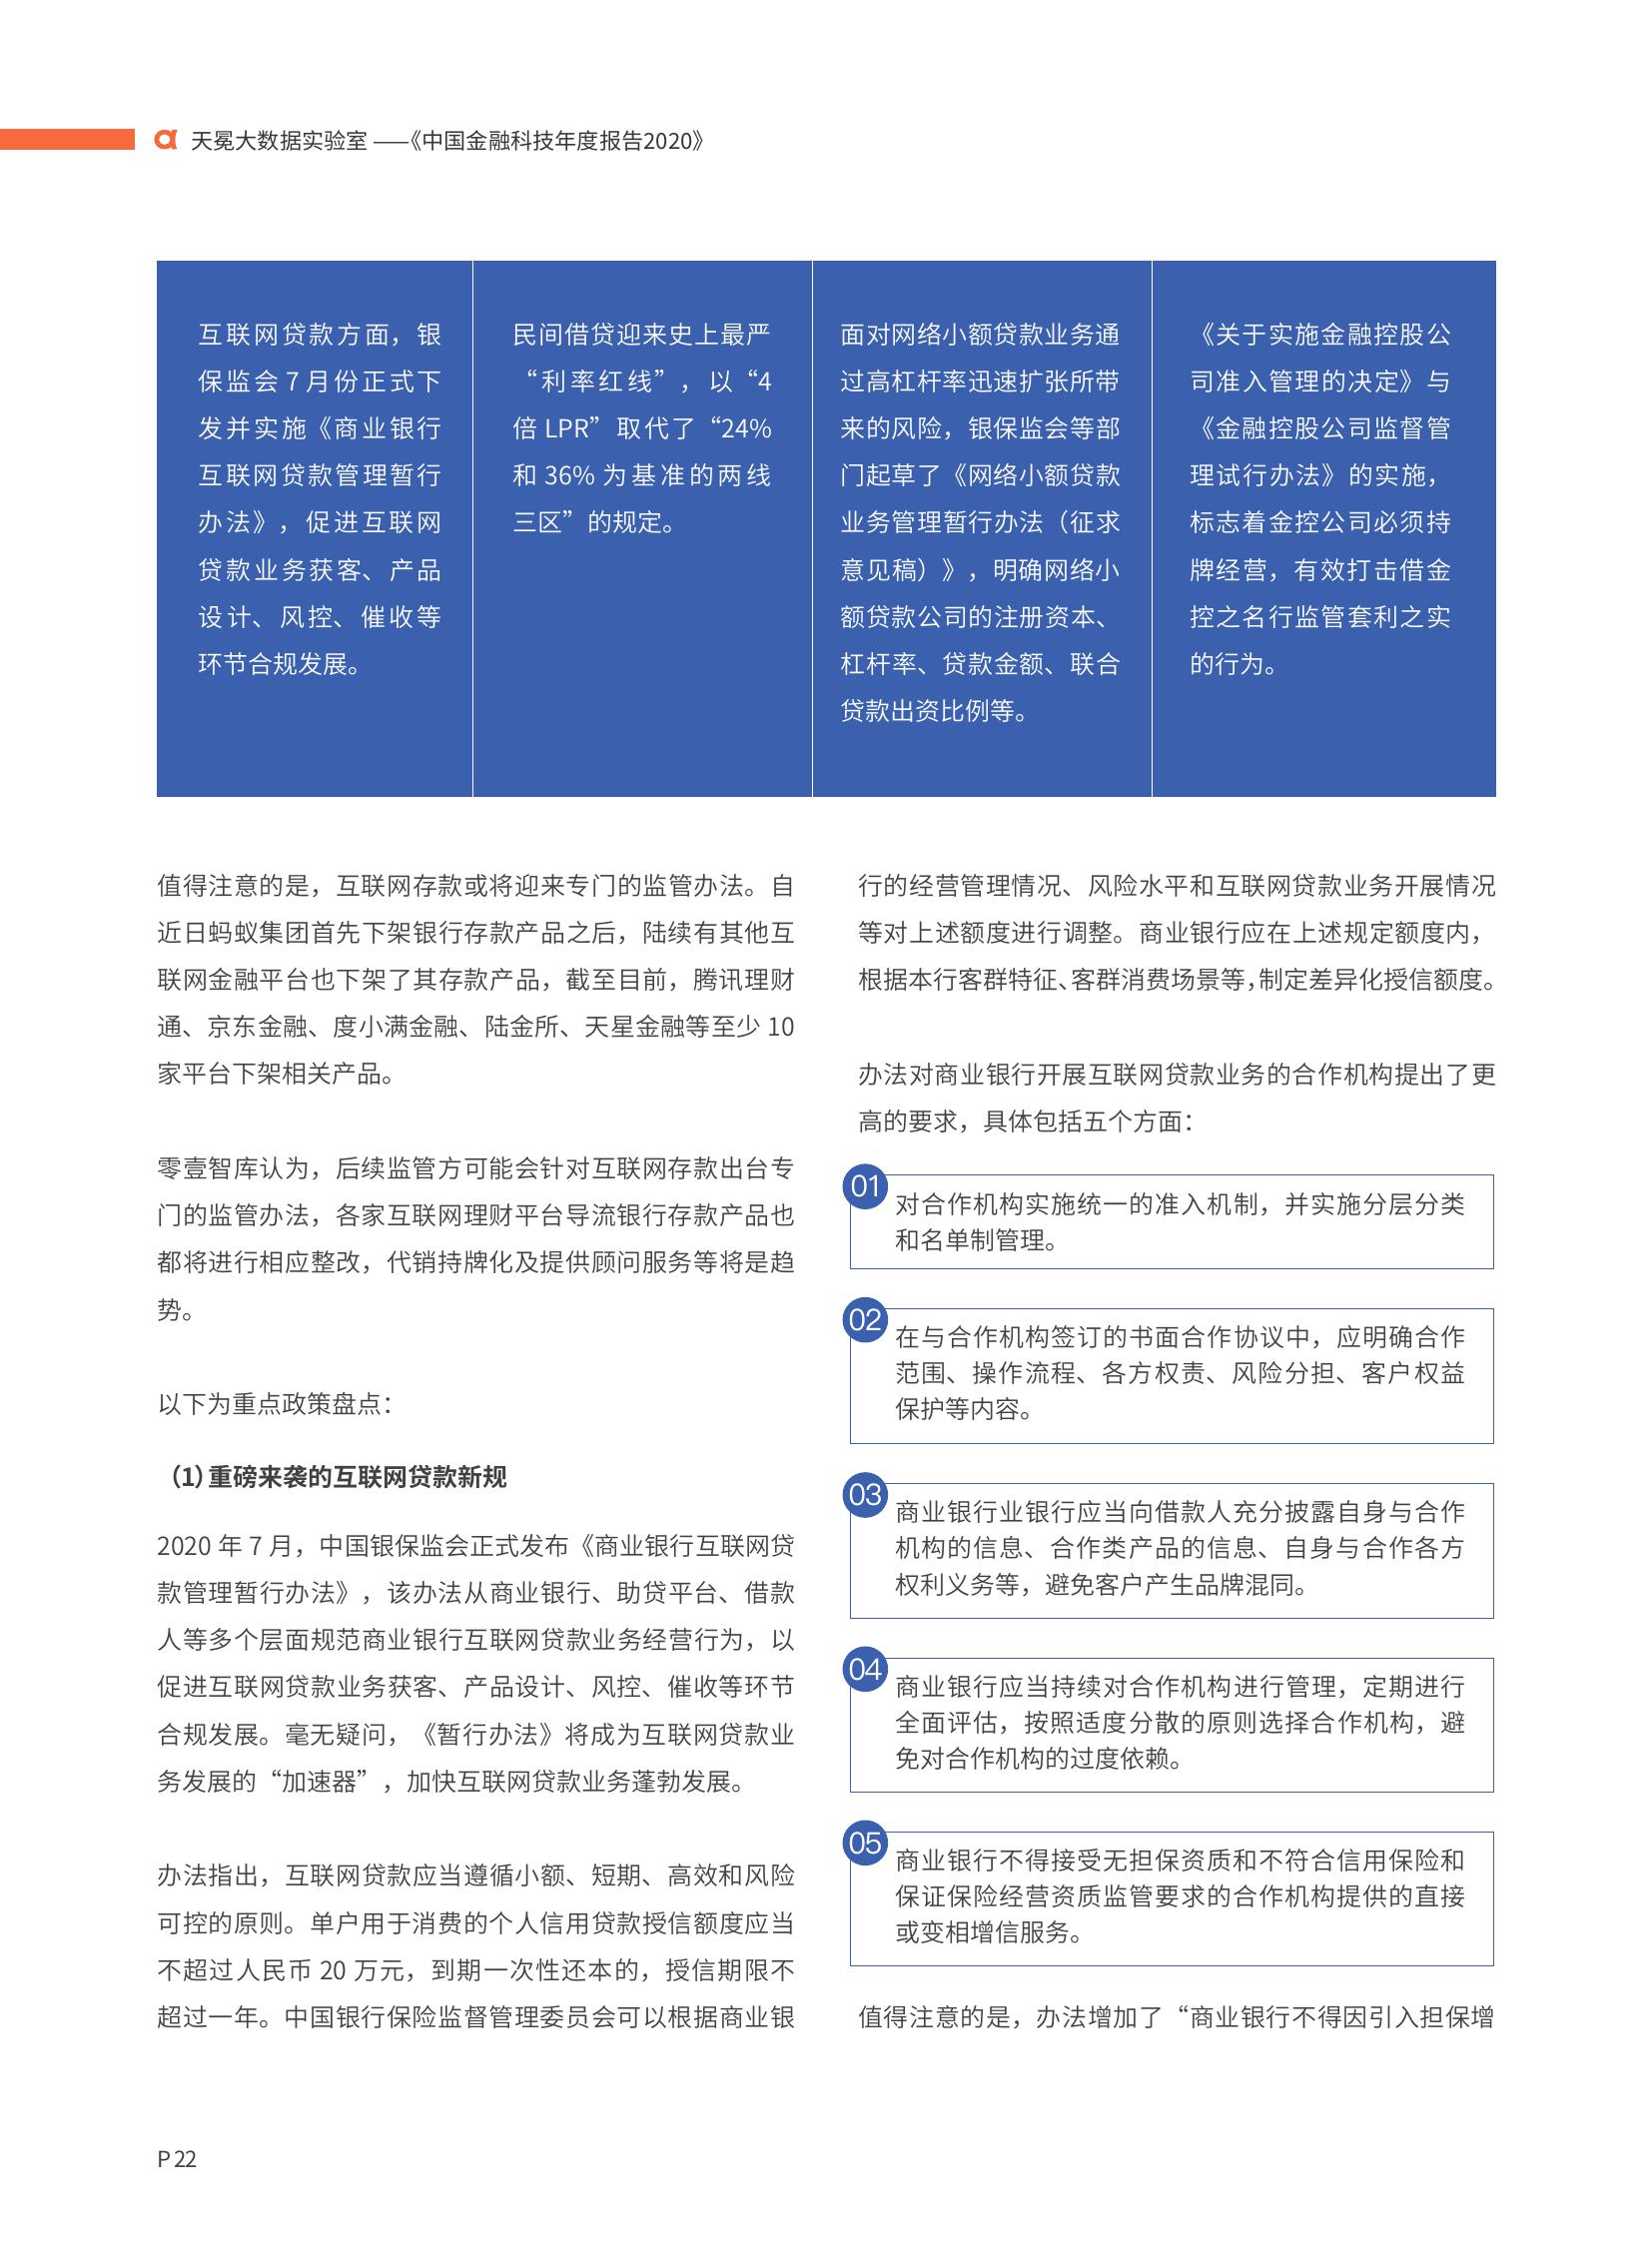 天冕大数据实验室 ——《中国金融科技年度报告2020》
互联网贷款方面，银
保监会 7 月份正式下
发并实施《商业银行
互联网贷款管理暂行
办法》，促进互联网
贷款业务获客、产品
设计、风控、催收等
环节合规发展。
民间借贷迎来史上最严
“利率红线”，以“4
倍 LPR”取代了“24%
和 36% 为基准的两线
三区”的规定。
面对网络小额贷款业务通
过高杠杆率迅速扩张所带
来的风险，银保监会等部
门起草了《网络小额贷款
业务管理暂行办法（征求
意见稿）》，明确网络小
额贷款公司的注册资本、
杠杆率、贷款金额、联合
贷款出资比例等。
《关于实施金融控股公
司准入管理的决定》与
《金融控股公司监督管
理试行办法》的实施，
标志着金控公司必须持
牌经营，有效打击借金
控之名行监管套利之实
的行为。
值得注意的是，互联网存款或将迎来专门的监管办法。自
近日蚂蚁集团首先下架银行存款产品之后，陆续有其他互
联网金融平台也下架了其存款产品，截至目前，腾讯理财
通、京东金融、度小满金融、陆金所、天星金融等至少 10
家平台下架相关产品。
零壹智库认为，后续监管方可能会针对互联网存款出台专
门的监管办法，各家互联网理财平台导流银行存款产品也
都将进行相应整改，代销持牌化及提供顾问服务等将是趋
势。
以下为重点政策盘点：
（1）重磅来袭的互联网贷款新规
2020 年 7 月，中国银保监会正式发布《商业银行互联网贷
款管理暂行办法》，该办法从商业银行、助贷平台、借款
人等多个层面规范商业银行互联网贷款业务经营行为，以
促进互联网贷款业务获客、产品设计、风控、催收等环节
合规发展。毫无疑问，《暂行办法》将成为互联网贷款业
务发展的“加速器”，加快互联网贷款业务蓬勃发展。
办法指出，互联网贷款应当遵循小额、短期、高效和风险
可控的原则。单户用于消费的个人信用贷款授信额度应当
不超过人民币 20 万元，到期一次性还本的，授信期限不
超过一年。中国银行保险监督管理委员会可以根据商业银
行的经营管理情况、风险水平和互联网贷款业务开展情况
等对上述额度进行调整。商业银行应在上述规定额度内，
根据本行客群特征、客群消费场景等，制定差异化授信额度。
办法对商业银行开展互联网贷款业务的合作机构提出了更
高的要求，具体包括五个方面：
01
对合作机构实施统一的准入机制，并实施分层分类
和名单制管理。
02
在与合作机构签订的书面合作协议中，应明确合作
范围、操作流程、各方权责、风险分担、客户权益
保护等内容。
03
商业银行业银行应当向借款人充分披露自身与合作
机构的信息、合作类产品的信息、自身与合作各方
权利义务等，避免客户产生品牌混同。
04
商业银行应当持续对合作机构进行管理，定期进行
全面评估，按照适度分散的原则选择合作机构，避
免对合作机构的过度依赖。
05
商业银行不得接受无担保资质和不符合信用保险和
保证保险经营资质监管要求的合作机构提供的直接
或变相增信服务。
值得注意的是，办法增加了“商业银行不得因引入担保增
P 22